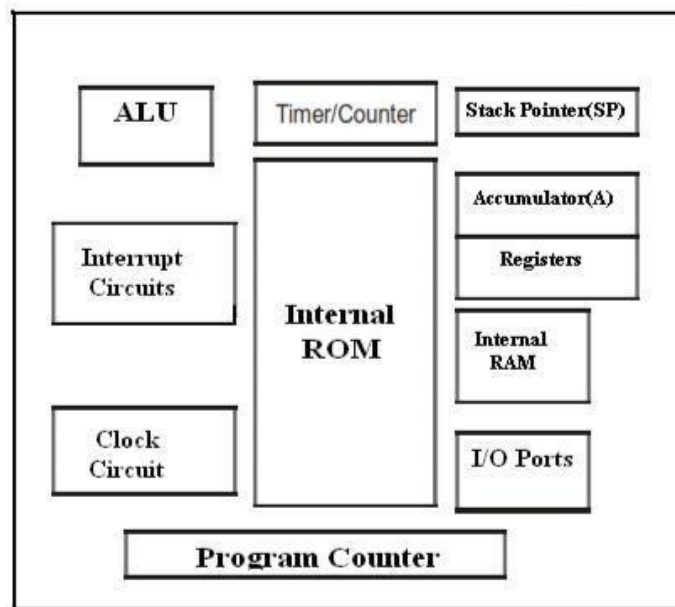 ALU
Timer/Counter
Stack Pointer(SP)
Accumulator(A)
Registers
Interrupt
Circuits
Internal
ROM
Internal
RAM
Clock
Circuit
I/O Ports
Program Counter